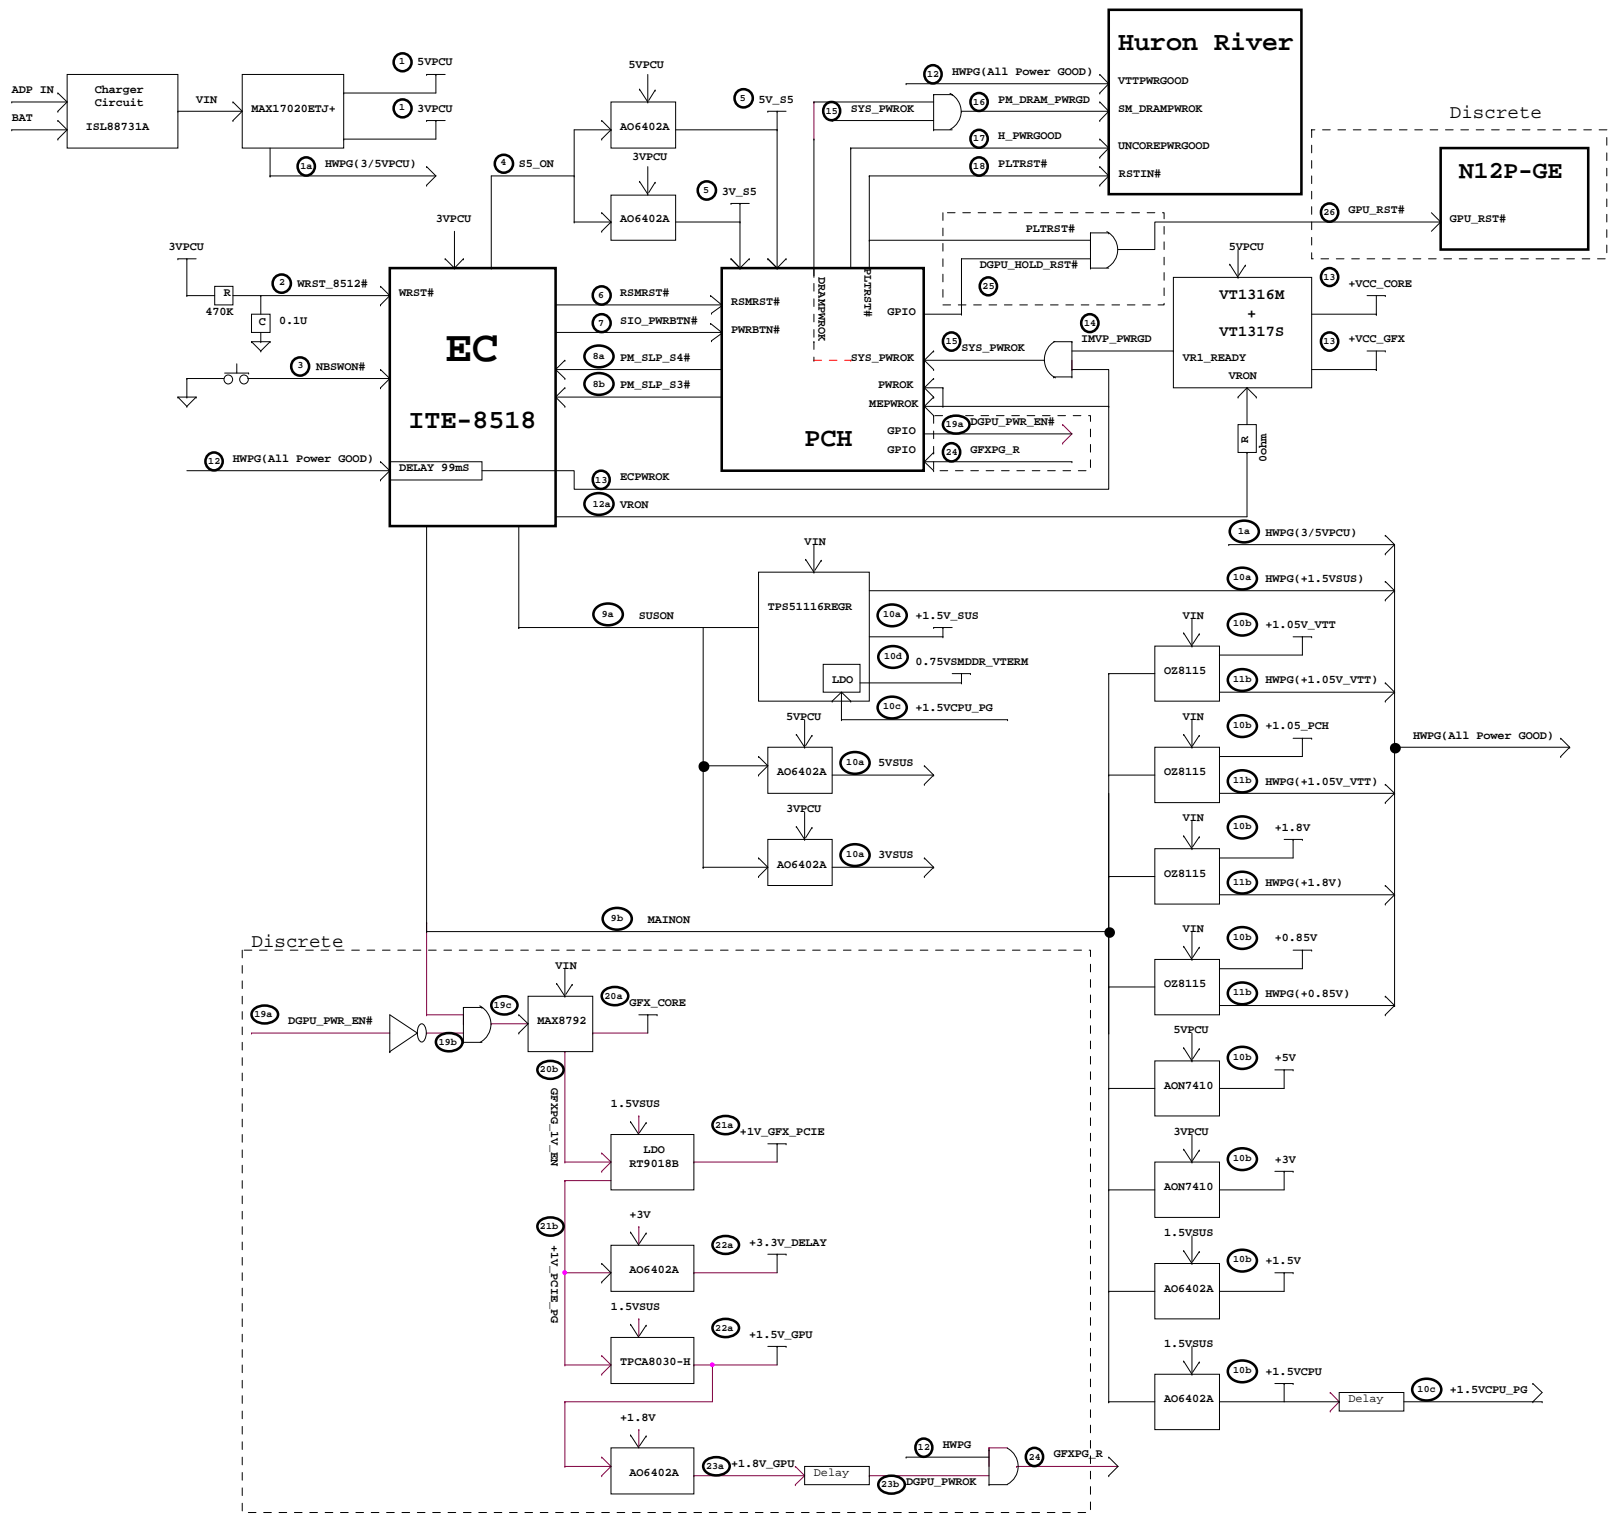 Huron River
VTTPWRGOOD
SM_DRAMPWROK
UNCOREPWRGOOD
RSTIN#
12 HWPG(All Power GOOD)
15 SYS_PWROK
16 PM_DRAM_PWRGD
17 H_PWRGOOD
18 PLTRST#
Discrete
N12P-GE
GPU_RST#
26 GPU_RST#
ADP IN
BAT
Charger
Circuit
ISL88731A
VIN
MAX17020ETJ+
1 5VPCU
1 3VPCU
1a HWPG(3/5VPCU)
5VPCU
AO6402A
3VPCU
AO6402A
4 S5_ON
5 5V_S5
5 3V_S5
3VPCU
3VPCU
R
470K
2 WRST_8512#
C 0.1U
3 NBSWON#
12 HWPG(All Power GOOD)
WRST#
EC
ITE-8518
DELAY 99mS
6 RSMRST#
7 SIO_PWRBTN#
8a PM_SLP_S4#
8b PM_SLP_S3#
13 ECPWROK
12a VRON
RSMRST#
PWRBTN#
DRAMPWROK
PLTRST#
GPIO
SYS_PWROK
PWROK
MEPWROK
GPIO
GPIO
PCH
PLTRST#
DGPU_HOLD_RST#
25
15 SYS_PWROK
14
IMVP_PWRGD
19a DGPU_PWR_EN#
24 GFXPG_R
5VPCU
VT1316M
+
VT1317S
VR1_READY
VRON
13 +VCC_CORE
13 +VCC_GFX
R
0ohm
1a HWPG(3/5VPCU)
10a HWPG(+1.5VSUS)
VIN
TPS51116REGR
LDO
9a SUSON
10a +1.5V_SUS
10d 0.75VSMDDR_VTERM
10c +1.5VCPU_PG
5VPCU
AO6402A
10a 5VSUS
3VPCU
AO6402A
10a 3VSUS
VIN
OZ8115
10b +1.05V_VTT
11b HWPG(+1.05V_VTT)
VIN
OZ8115
10b +1.05_PCH
11b HWPG(+1.05V_VTT)
HWPG(All Power GOOD)
VIN
OZ8115
10b +1.8V
11b HWPG(+1.8V)
9b MAINON
VIN
OZ8115
10b +0.85V
11b HWPG(+0.85V)
5VPCU
AON7410
10b +5V
3VPCU
AON7410
10b +3V
1.5VSUS
AO6402A
10b +1.5V
1.5VSUS
AO6402A
10b +1.5VCPU
Delay
10c +1.5VCPU_PG
Discrete
19a DGPU_PWR_EN#
19b
19c
VIN
MAX8792
20a GFX_CORE
20b
GFXPG_1V_EN
1.5VSUS
LDO
RT9018B
21a +1V_GFX_PCIE
21b
+1V_PCIE_PG
+3V
AO6402A
22a +3.3V_DELAY
1.5VSUS
TPCA8030-H
22a +1.5V_GPU
+1.8V
AO6402A
23a +1.8V_GPU
Delay
12 HWPG
23b DGPU_PWROK
24 GFXPG_R